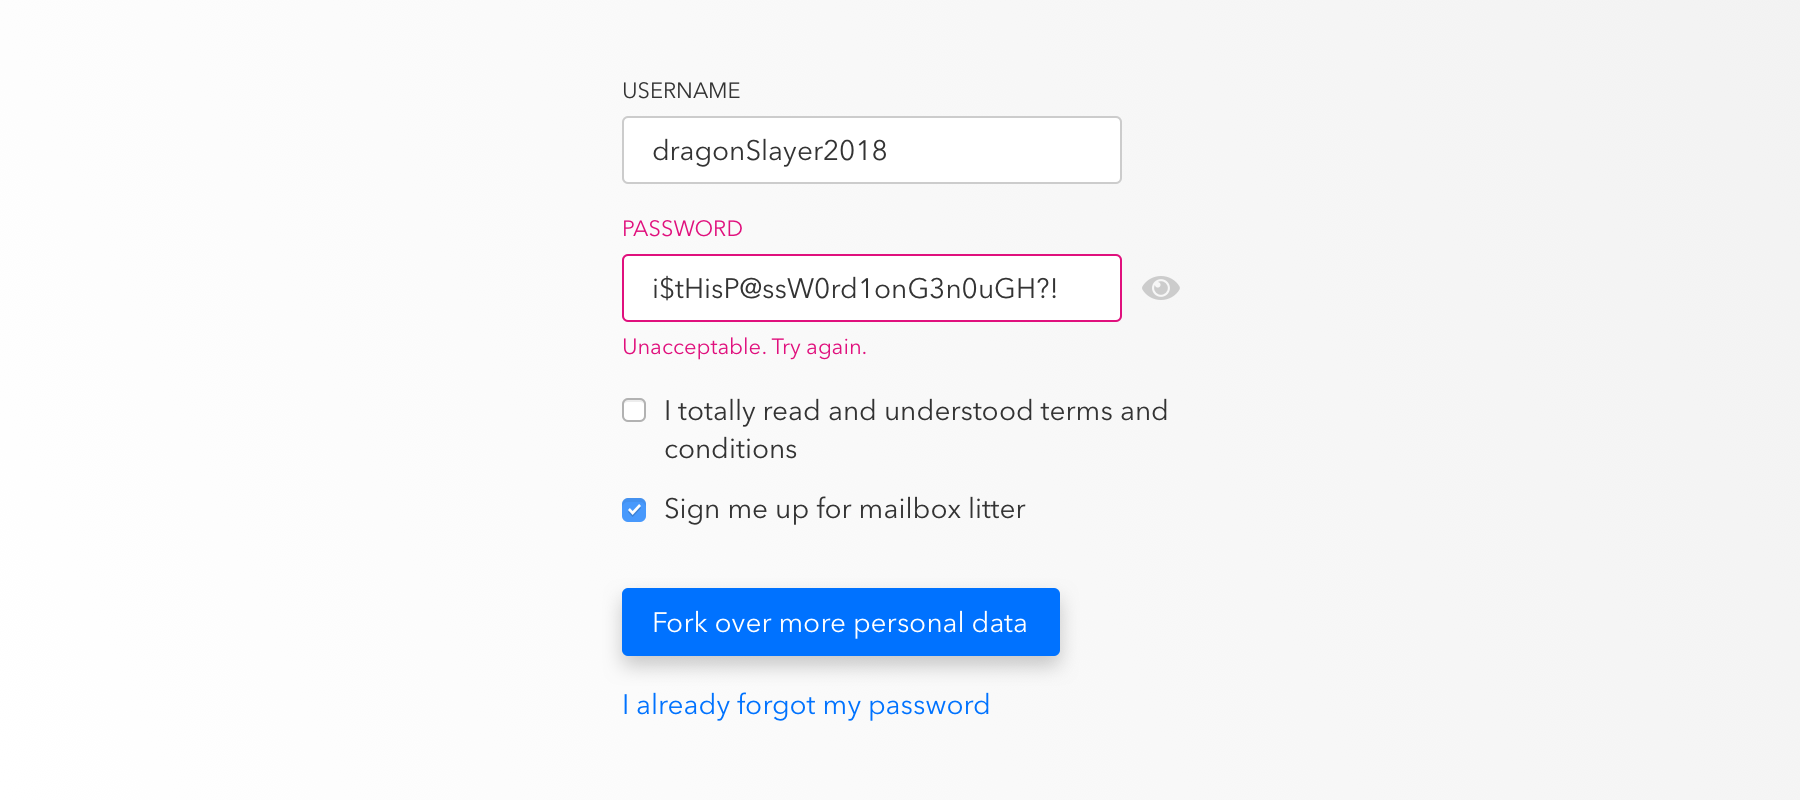 USERNAME
dragonSlayer2018
PASSWORD
i$tHisP@ssW0rd1onG3n0uGH?!
Unacceptable. Try again.
I totally read and understood terms and
conditions
Sign me up for mailbox litter
Fork over more personal data
I already forgot my password